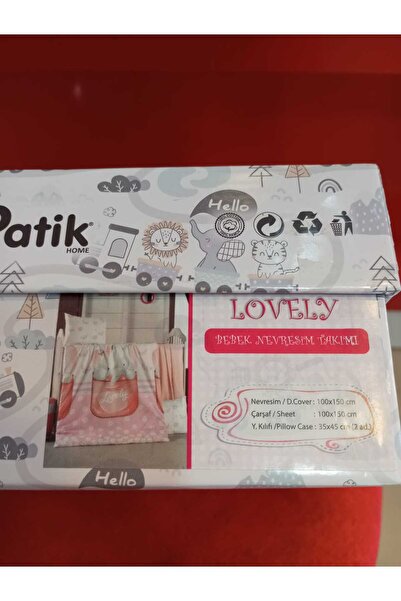 Hello
Patik®
HOME
LOVELY
BEBEK NEVRESİM TAKIMI
Nevresim / D.Cover : 100x150 cm
Çarşaf / Sheet : 100x150 cm
Y. Kılıfı /Pillow Case : 35x45 cm (2 ad.)
Hello